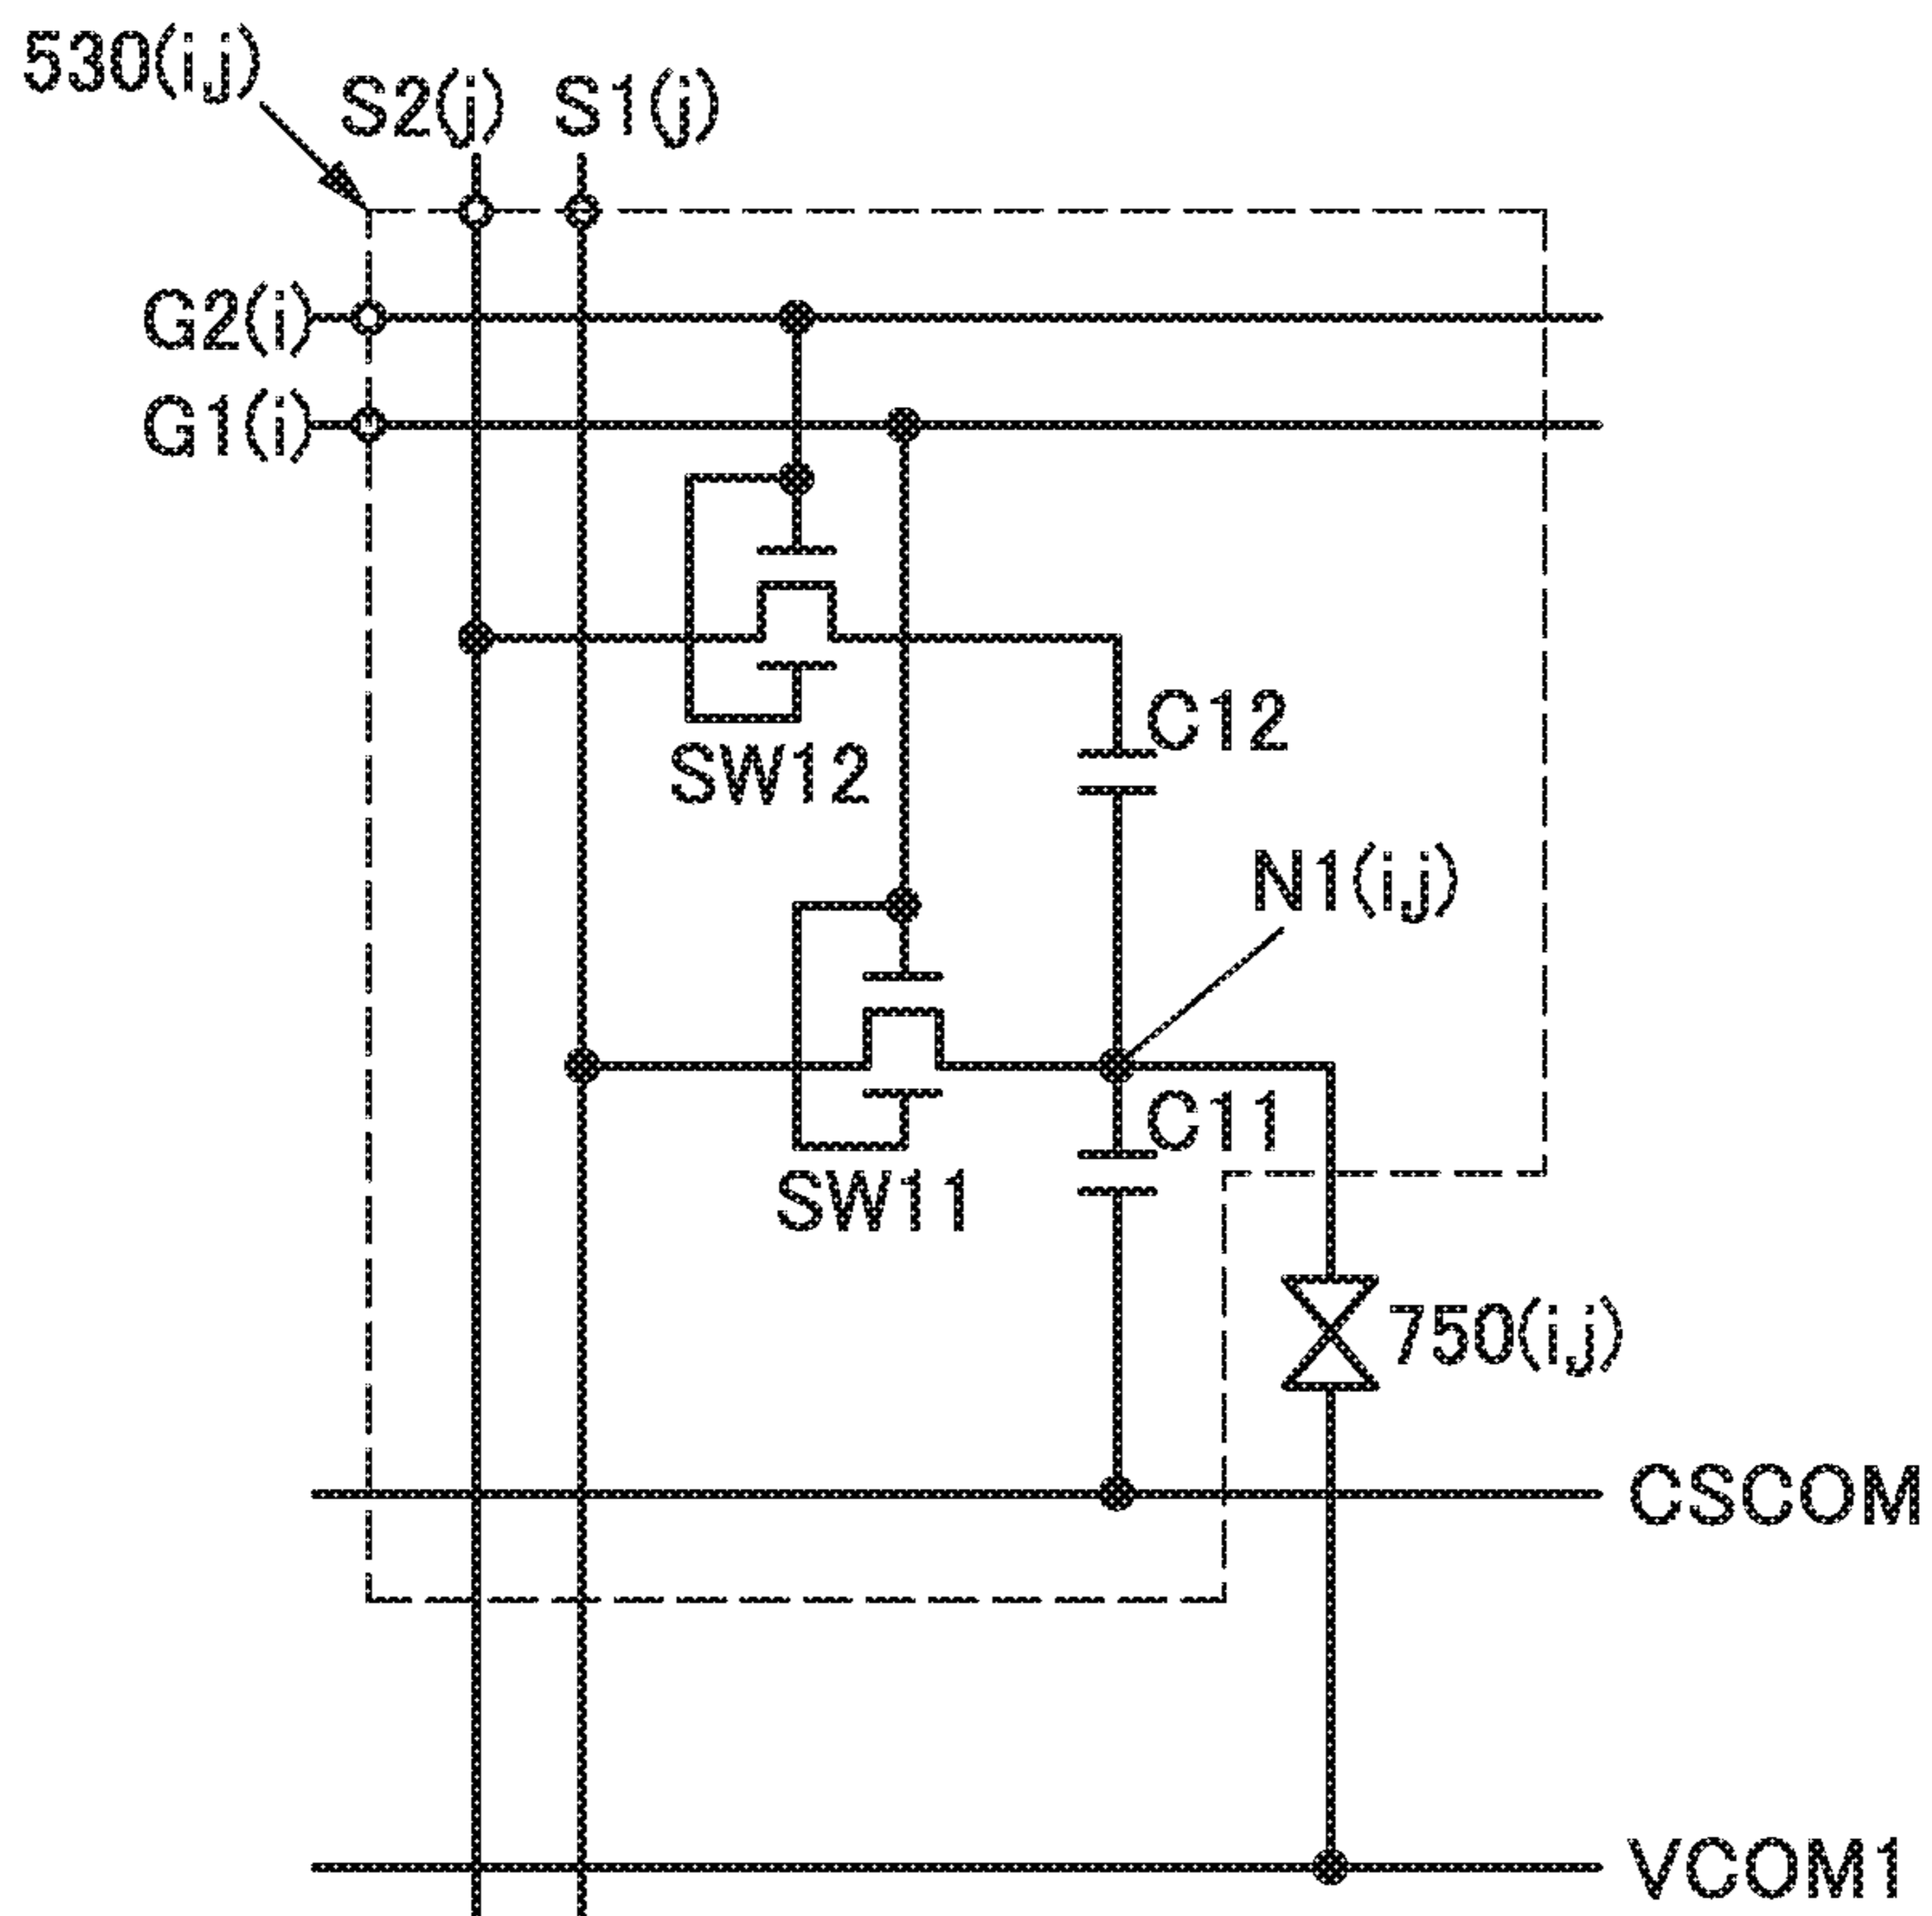 530(i,j)
S2(j) S1(j)
G2(i)
G1(i)
C12
SW12
N1(i,j)
C11
SW11
750(i,j)
CSCOM
VCOM1